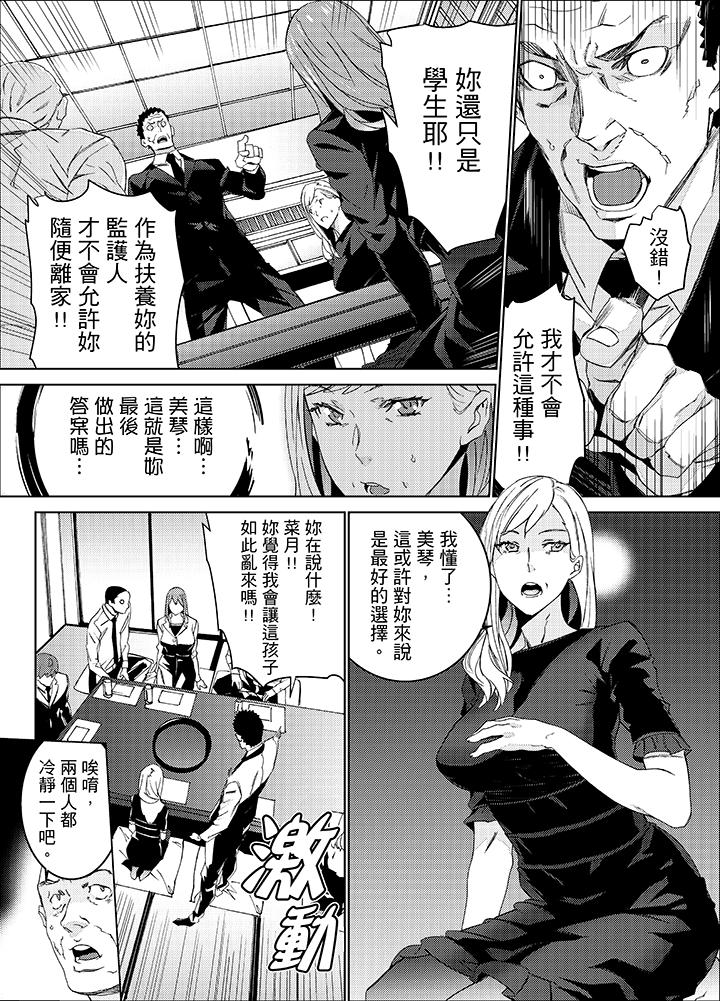 沒錯！
我才不會
允許這種事!!
妳還只是
學生耶!!
作為扶養妳的
監護人
才不會允許妳
隨便離家!!
這樣啊…
美琴…
這就是妳
最後
做出的
答案嗎…
我懂了…
美琴，
這或許對妳來說
是最好的選擇。
妳在說什麼！
菜月!!
妳覺得我會讓這孩子
如此亂來嗎!!
激動
唉唷，
兩個人都
冷靜一下吧。